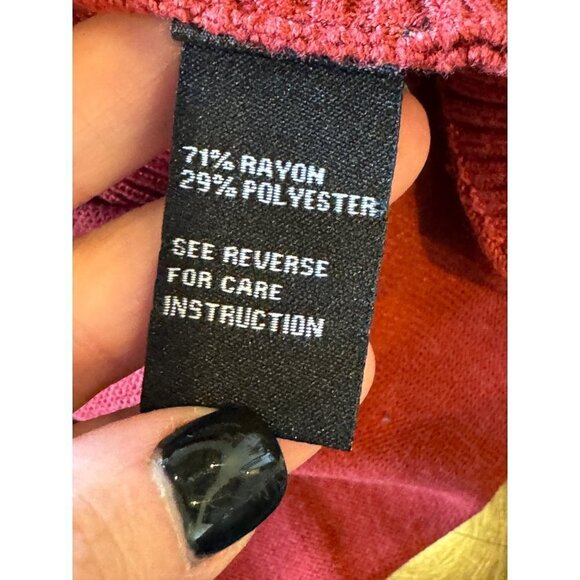 71% RAYON
29% POLYESTER
SEE REVERSE
FOR CARE
INSTRUCTION